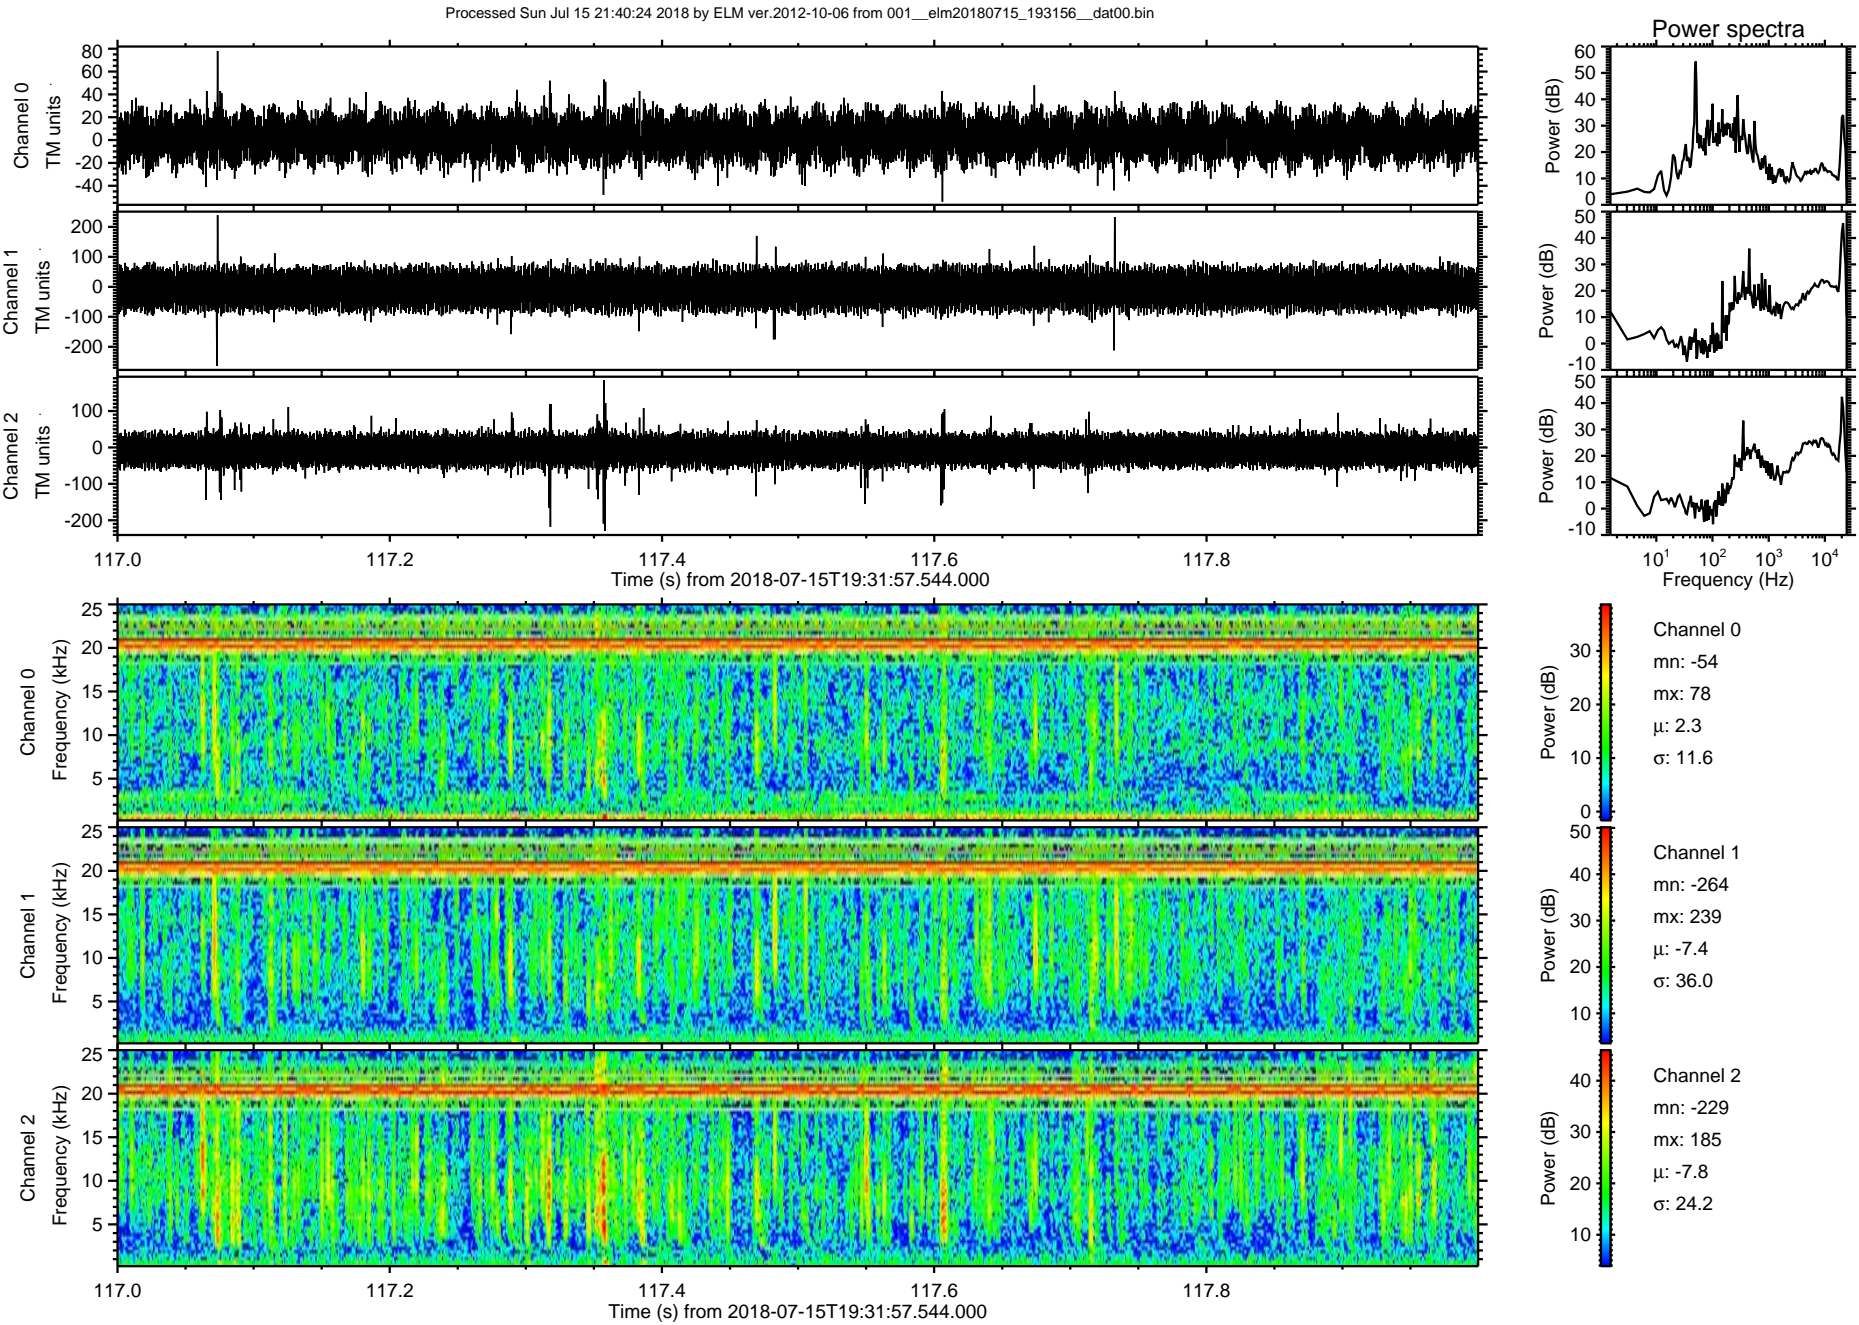 Processed Sun Jul 15 21:40:24 2018 by ELM ver.2012-10-06 from 001__elm20180715_193156__dat00.bin
Power spectra
Channel 0
TM units
80
60
40
20
0
-20
-40
Power (dB)
60
50
40
30
20
10
0
Channel 1
TM units
200
100
0
-100
-200
Power (dB)
50
40
30
20
10
0
-10
Channel 2
TM units
100
0
-100
-200
Power (dB)
50
40
30
20
10
0
-10
117.0 117.2 117.4 117.6 117.8
Time (s) from 2018-07-15T19:31:57.544.000
10^1 10^2 10^3 10^4
Frequency (Hz)
Channel 0
Frequency (kHz)
25
20
15
10
5
Power (dB)
30
20
10
0
Channel 0
mn: -54
mx: 78
µ: 2.3
σ: 11.6
Channel 1
Frequency (kHz)
25
20
15
10
5
Power (dB)
50
40
30
20
10
Channel 1
mn: -264
mx: 239
µ: -7.4
σ: 36.0
Channel 2
Frequency (kHz)
25
20
15
10
5
Power (dB)
40
30
20
10
Channel 2
mn: -229
mx: 185
µ: -7.8
σ: 24.2
117.0 117.2 117.4 117.6 117.8
Time (s) from 2018-07-15T19:31:57.544.000